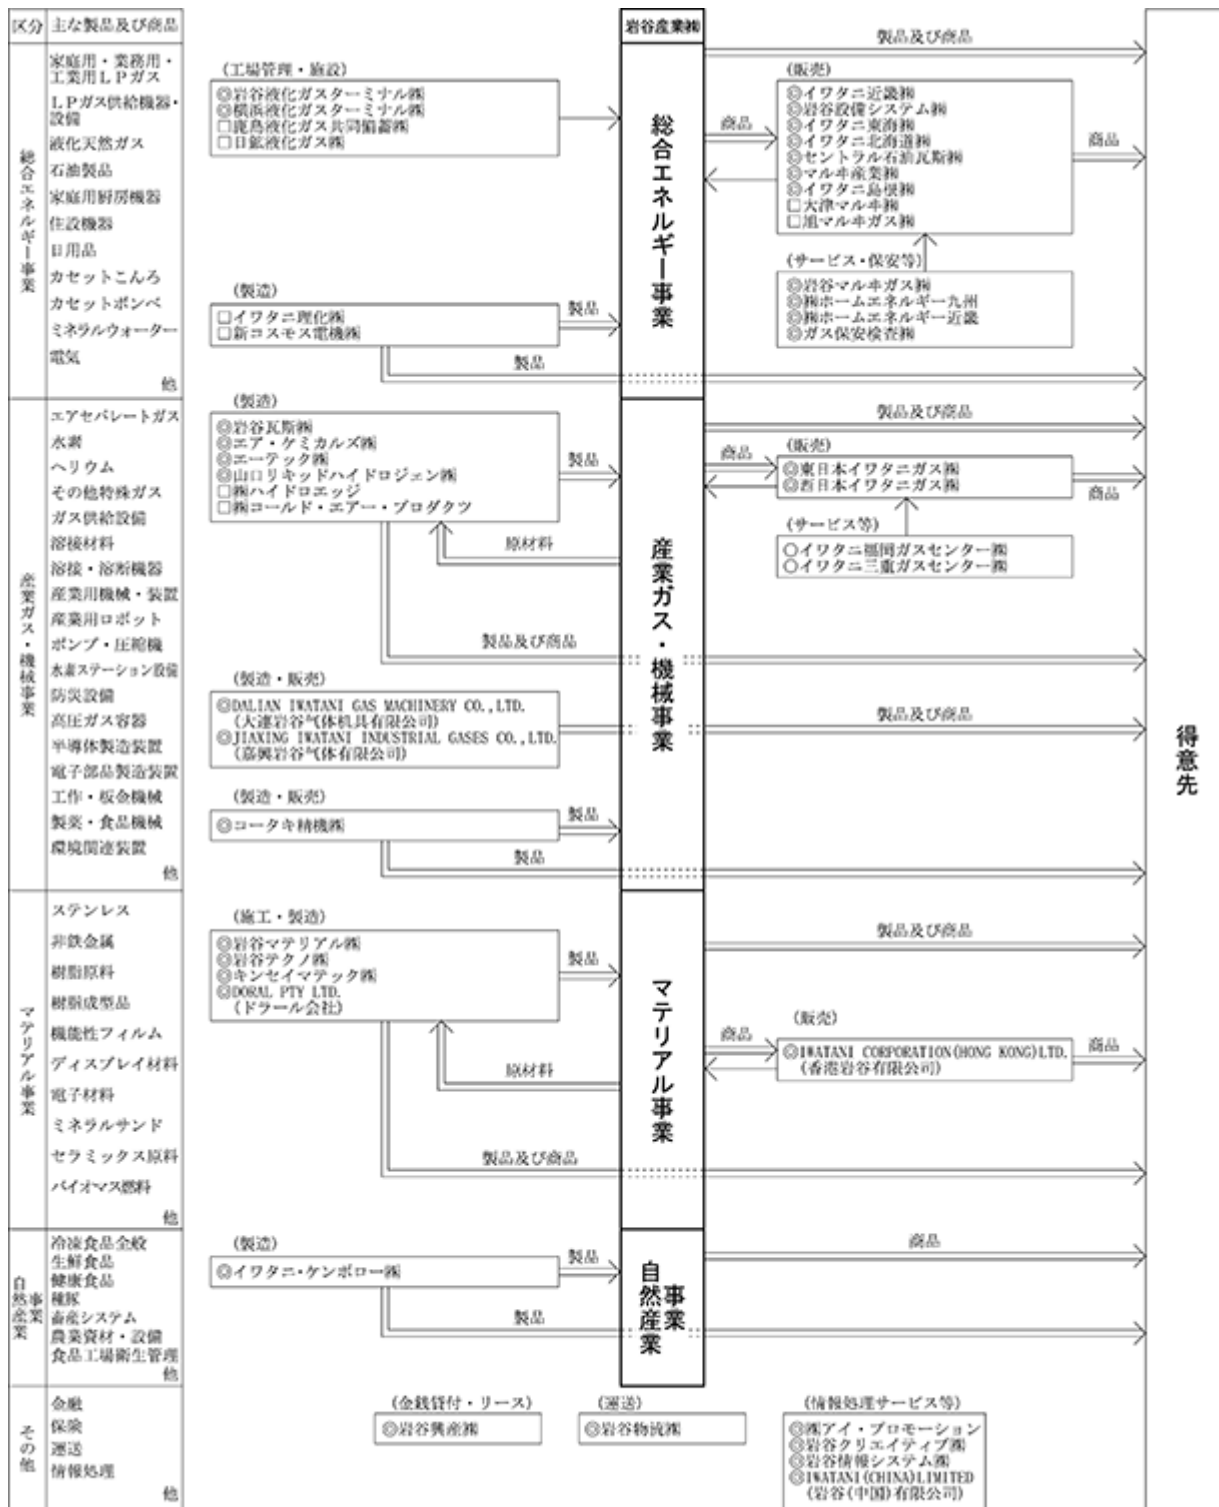 区分 主な製品及び商品 岩谷産業㈱
総合エネルギー事業
家庭用・業務用・
工業用ＬＰガス
ＬＰガス供給機器・
設備
液化天然ガス
石油製品
家庭用厨房機器
住設機器
日用品
カセットこんろ
カセットボンベ
ミネラルウォーター
電気
他
(工場管理・施設)
◎岩谷液化ガスターミナル㈱
◎横浜液化ガスターミナル㈱
□鹿島液化ガス共同備蓄㈱
□日鉱液化ガス㈱
(製造)
□イワタニ理化㈱
□新コスモス電機㈱
製品
製品
総合エネルギー事業
製品及び商品
商品
(販売)
◎イワタニ近畿㈱
◎岩谷設備システム㈱
◎イワタニ東海㈱
◎イワタニ北海道㈱
◎セントラル石油瓦斯㈱
◎マルヰ産業㈱
◎イワタニ島根㈱
□大津マルヰ㈱
□旭マルヰガス㈱
商品
(サービス・保安等)
◎岩谷マルヰガス㈱
◎㈱ホームエネルギー九州
◎㈱ホームエネルギー近畿
◎ガス保安検査㈱
産業ガス・機械事業
エアセパレートガス
水素
ヘリウム
その他特殊ガス
ガス供給設備
溶接材料
溶接・溶断機器
産業用機械・装置
産業用ロボット
ポンプ・圧縮機
水素ステーション設備
防災設備
高圧ガス容器
半導体製造装置
電子部品製造装置
工作・板金機械
製薬・食品機械
環境関連装置
他
(製造)
◎岩谷瓦斯㈱
◎エア・ケミカルズ㈱
◎エーテック㈱
◎山口リキッドハイドロジェン㈱
□㈱ハイドロエッジ
□㈱コールド・エアー・プロダクツ
製品
原材料
製品及び商品
(製造・販売)
◎DALIAN IWATANI GAS MACHINERY CO.,LTD.
(大連岩谷气体机具有限公司)
◎JIAXING IWATANI INDUSTRIAL GASES CO.,LTD.
(嘉興岩谷气体有限公司)
(製造・販売)
◎コータキ精機㈱
製品
製品
産業ガス・機械事業
製品及び商品
商品
(販売)
◎東日本イワタニガス㈱
◎西日本イワタニガス㈱
商品
(サービス等)
○イワタニ福岡ガスセンター㈱
○イワタニ三重ガスセンター㈱
製品及び商品
得意先
マテリアル事業
ステンレス
非鉄金属
樹脂原料
樹脂成型品
機能性フィルム
ディスプレイ材料
電子材料
ミネラルサンド
セラミックス原料
バイオマス燃料
他
(施工・製造)
◎岩谷マテリアル㈱
◎岩谷テクノ㈱
◎キンセイマテック㈱
◎DORAL PTY LTD.
(ドラール会社)
製品
原材料
製品及び商品
マテリアル事業
製品及び商品
商品
(販売)
◎IWATANI CORPORATION(HONG KONG)LTD.
(香港岩谷有限公司)
商品
自然産業事業
冷凍食品全般
生鮮食品
健康食品
種豚
畜産システム
農業資材・設備
食品工場衛生管理
他
(製造)
◎イワタニ・ケンボロー㈱
製品
製品
自然産業事業
商品
その他
金融
保険
運送
情報処理
他
(金銭貸付・リース)
◎岩谷興産㈱
(運送)
◎岩谷物流㈱
(情報処理サービス等)
◎㈱アイ・プロモーション
◎岩谷クリエイティブ㈱
◎岩谷情報システム㈱
◎IWATANI(CHINA)LIMITED
(岩谷(中国)有限公司)